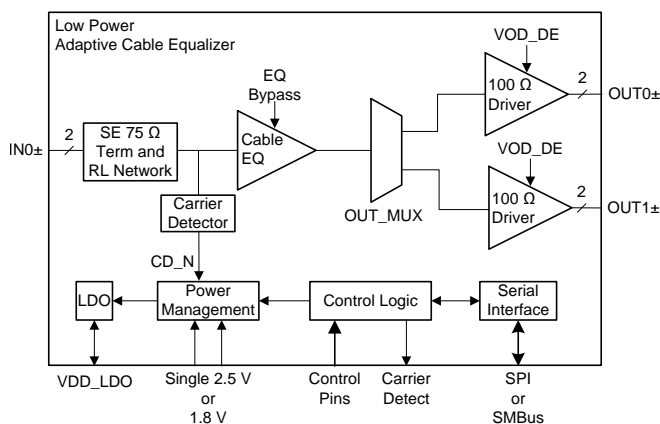 Low Power
Adaptive Cable Equalizer
VOD_DE
EQ
Bypass
100 Ω
Driver
2
OUT0±
IN0±
2
SE 75 Ω
Term and
RL Network
Cable
EQ
OUT_MUX
VOD_DE
100 Ω
Driver
2
OUT1±
Carrier
Detector
CD_N
LDO
Power
Management
Control Logic
Serial
Interface
VDD_LDO
Single 2.5 V
or
1.8 V
Control
Pins
Carrier
Detect
SPI
or
SMBus